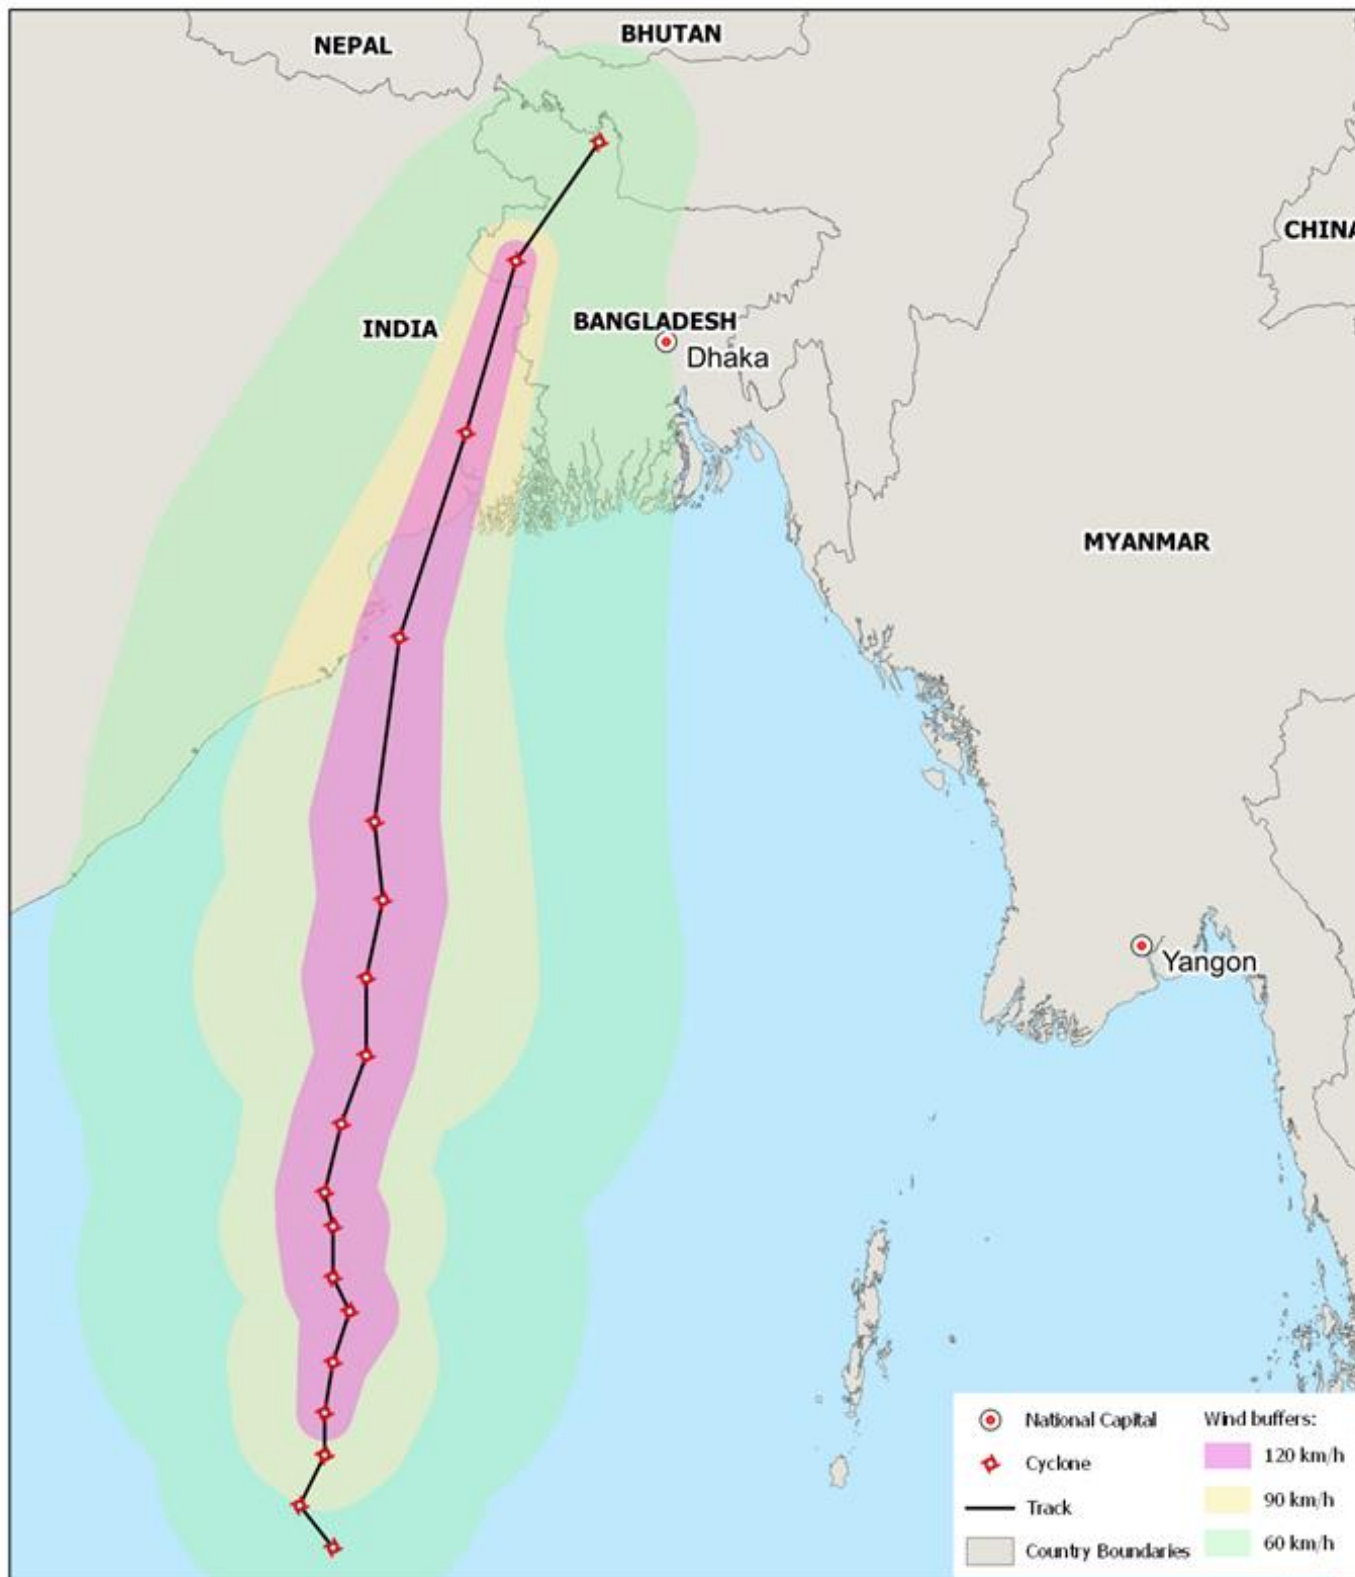 NEPAL
BHUTAN
CHINA
INDIA
BANGLADESH
Dhaka
MYANMAR
Yangon
National Capital
Cyclone
Track
Country Boundaries
Wind buffers:
120 km/h
90 km/h
60 km/h